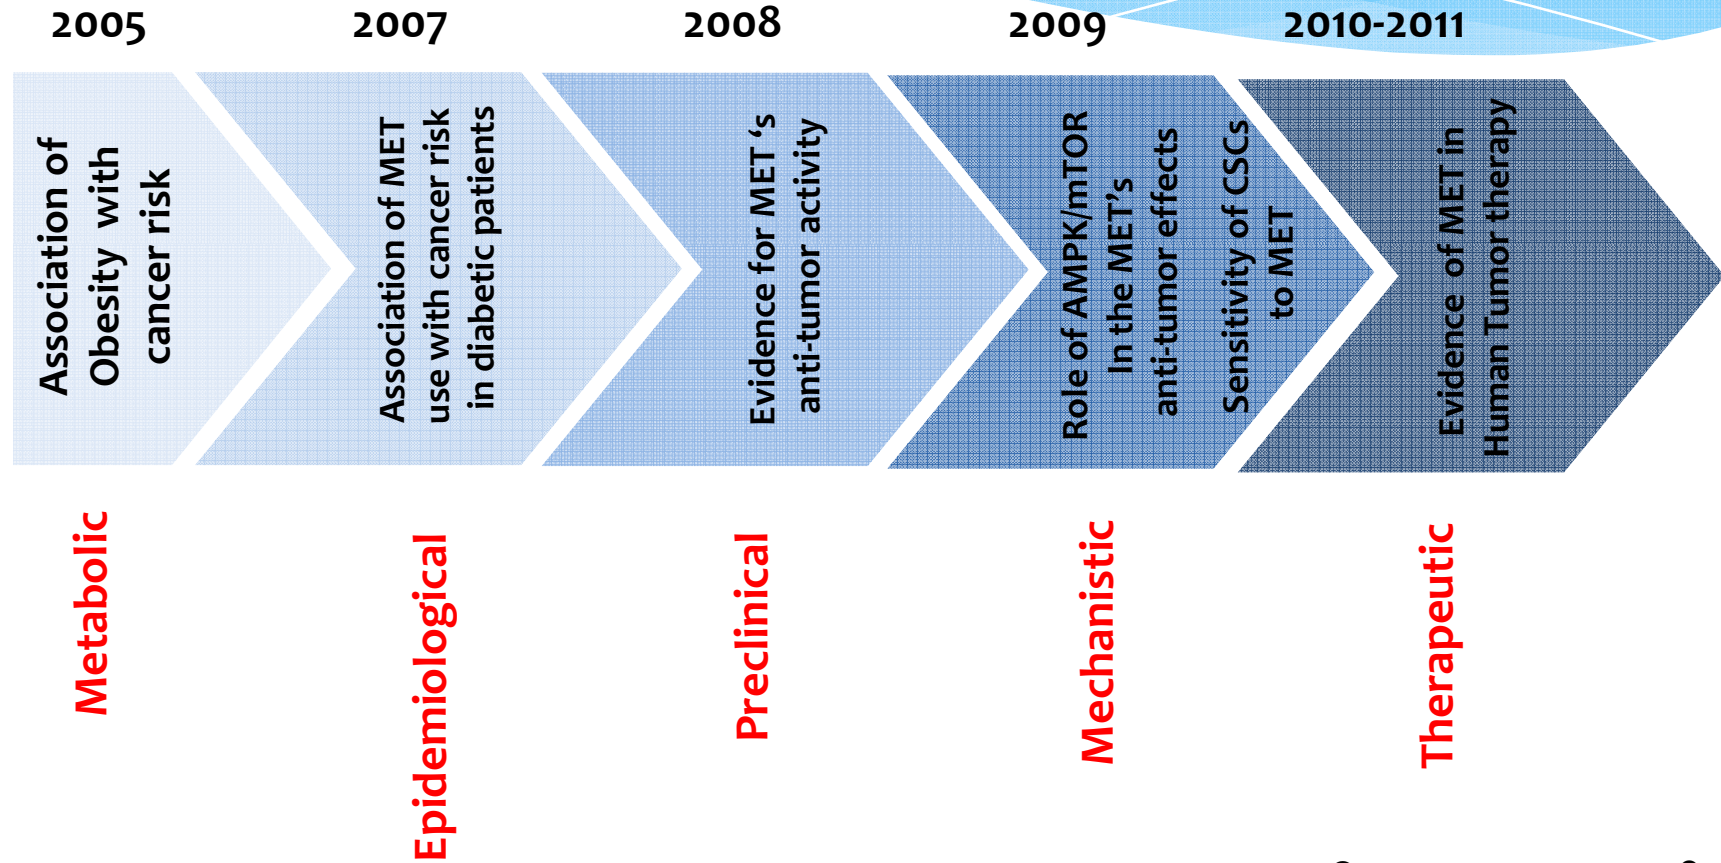 2005
2007
2008
2009
2010-2011
Association of
Obesity with
cancer risk
Association of MET
use with cancer risk
in diabetic patients
Evidence for MET 's
anti-tumor activity
Role of AMPK/mTOR
In the MET's
anti-tumor effects
Sensitivity of CSCs
to MET
Evidence of MET in
Human Tumor therapy
Metabolic
Epidemiological
Preclinical
Mechanistic
Therapeutic